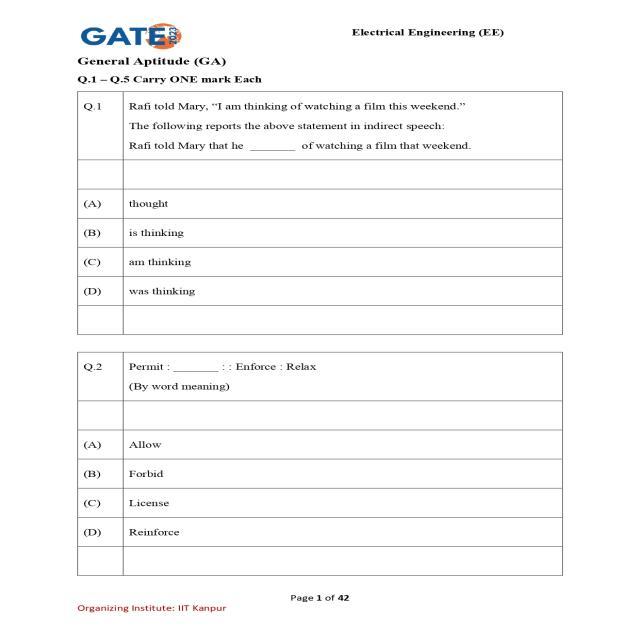 GATE 2023
Electrical Engineering (EE)
General Aptitude (GA)
Q.1 – Q.5 Carry ONE mark Each
Q.1 Rafi told Mary, “I am thinking of watching a film this weekend.”
The following reports the above statement in indirect speech:
Rafi told Mary that he _______ of watching a film that weekend.
(A) thought
(B) is thinking
(C) am thinking
(D) was thinking
Q.2 Permit : _______ : : Enforce : Relax
(By word meaning)
(A) Allow
(B) Forbid
(C) License
(D) Reinforce
Page 1 of 42
Organizing Institute: IIT Kanpur